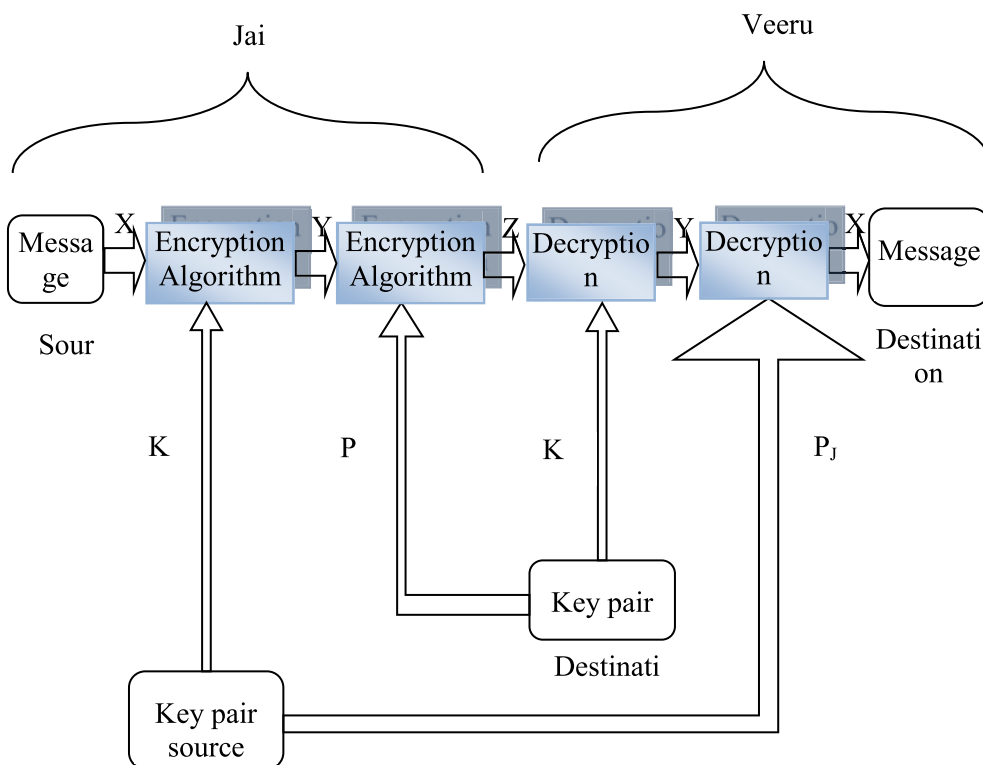 Jai
Veeru
X
Y
Z
Y
X
Messa
ge
Encryption
Algorithm
Encryption
Algorithm
Decryptio
n
Decryptio
n
Message
Sour
Destinati
on
K
P
K
PJ
Key pair
Destinati
Key pair
source